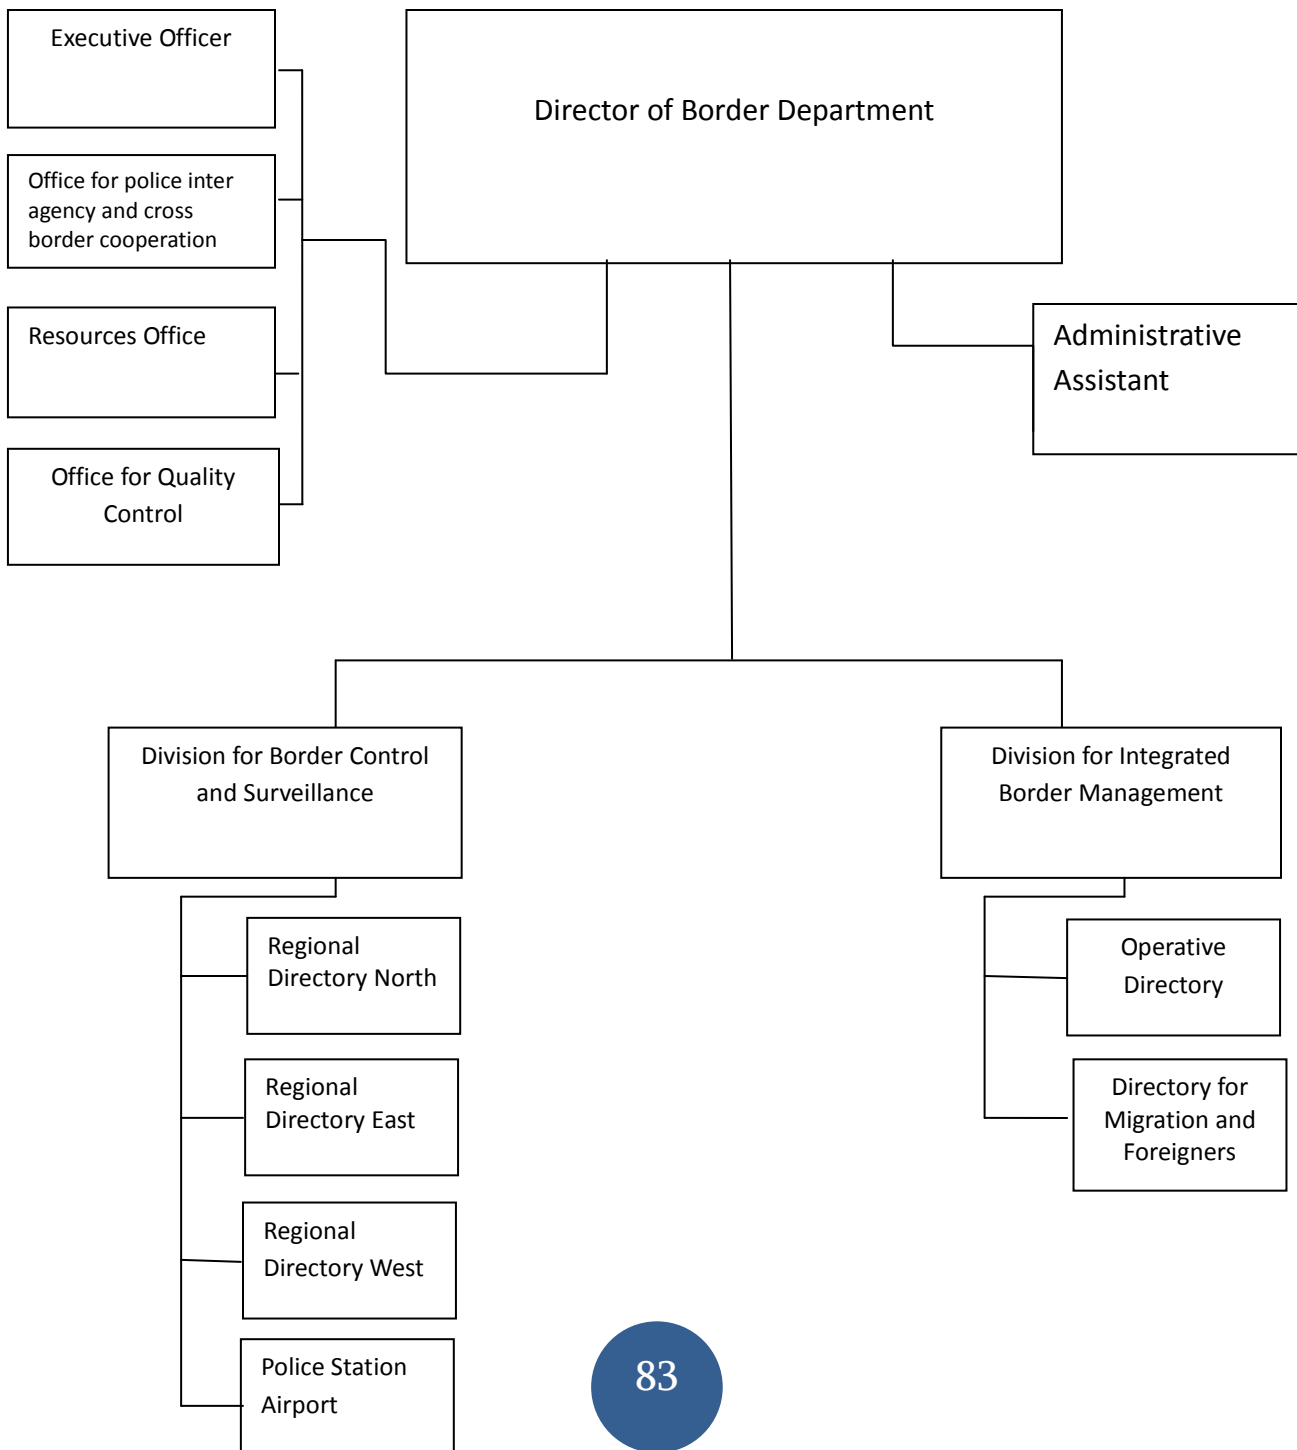 Executive Officer
Director of Border Department
Office for police inter
agency and cross
border cooperation
Resources Office
Administrative
Assistant
Office for Quality
Control
Division for Border Control
and Surveillance
Division for Integrated
Border Management
Regional
Directory North
Operative
Directory
Regional
Directory East
Directory for
Migration and
Foreigners
Regional
Directory West
Police Station
Airport
83